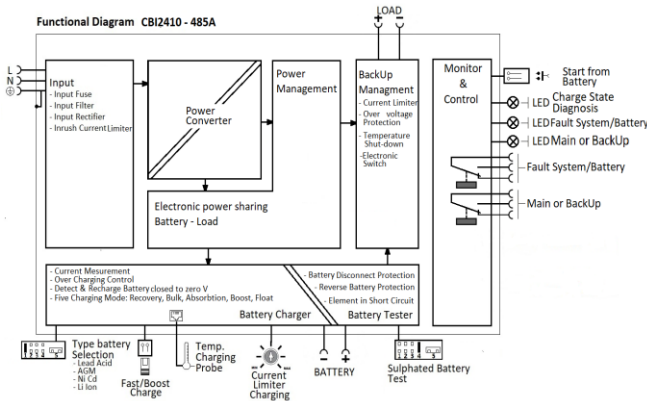 Functional Diagram CBI2410 - 485A
LOAD
+ -
L
N
Input
- Input Fuse
- Input Filter
- Input Rectifier
- Inrush Current Limiter
Power
Converter
Power
Management
BackUp
Managment
- Current Limiter
- Over voltage
Protection
- Temperature
Shut-down
-Electronic
Switch
Monitor
&
Control
Start from
Battery
LED Charge State
Diagnosis
LED Fault System/Battery
LED Main or BackUp
Fault System/Battery
Main or BackUp
Electronic power sharing
Battery - Load
- Current Mesurement
- Over Charging Control
- Detect & Recharge Battery closed to zero V
- Five Charging Mode: Recovery, Bulk, Absorbtion, Boost, Float
Battery Charger
- Battery Disconnect Protection
- Reverse Battery Protection
- Element in Short Circuit
Battery Tester
Type battery
Selection
- Lead Acid
- AGM
- Ni Cd
- Li Ion
1 2 3 4
Fast/Boost
Charge
Temp.
Charging
Probe
Current
Limiter
Charging
- +
BATTERY
Sulphated Battery
Test